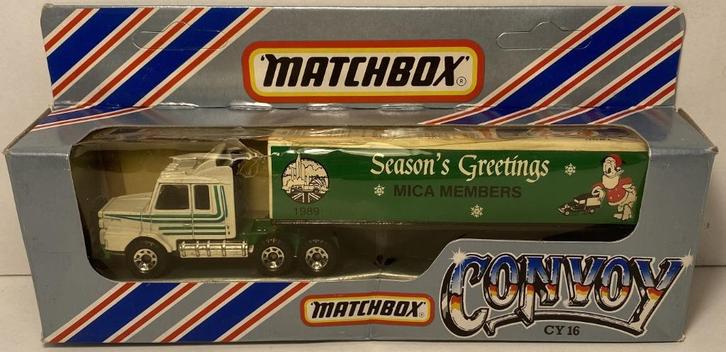 'MATCHBOX'®
Season's Greetings
MICA MEMBERS
1989
'MATCHBOX'®
CONVOY
CY 16